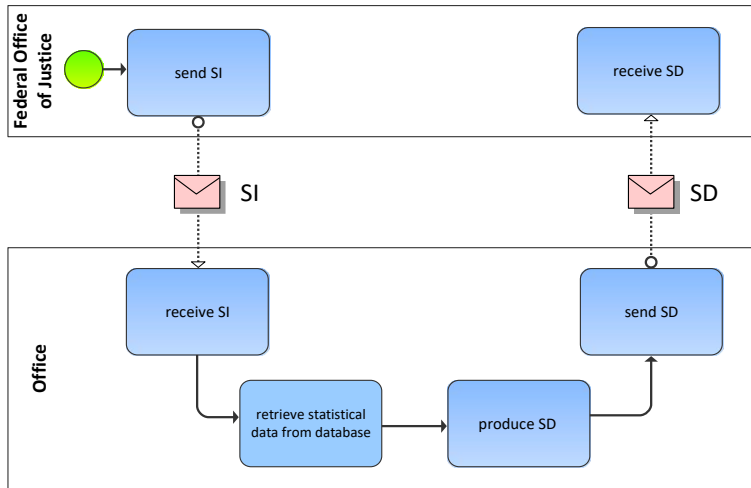 Federal Office
of Justice
send SI
receive SD
SI
SD
Office
receive SI
send SD
retrieve statistical
data from database
produce SD